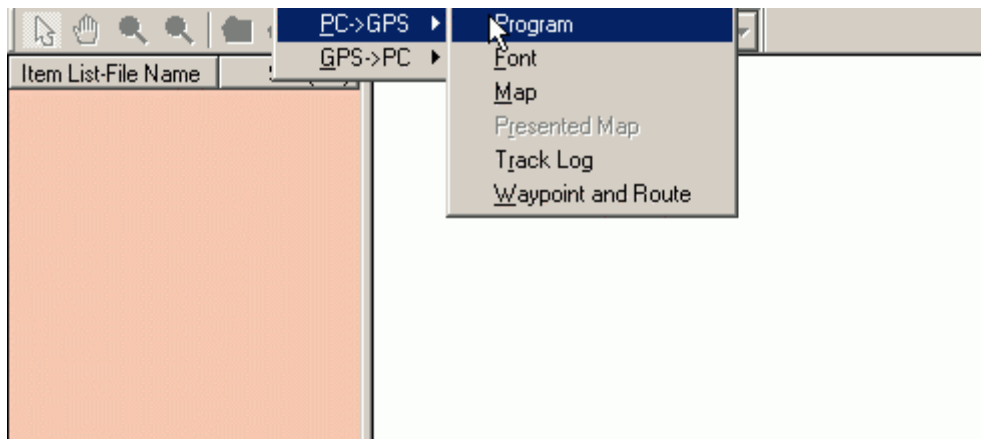 PC->GPS
GPS->PC
Program
Font
Map
Presented Map
Track Log
Waypoint and Route
Item List-File Name